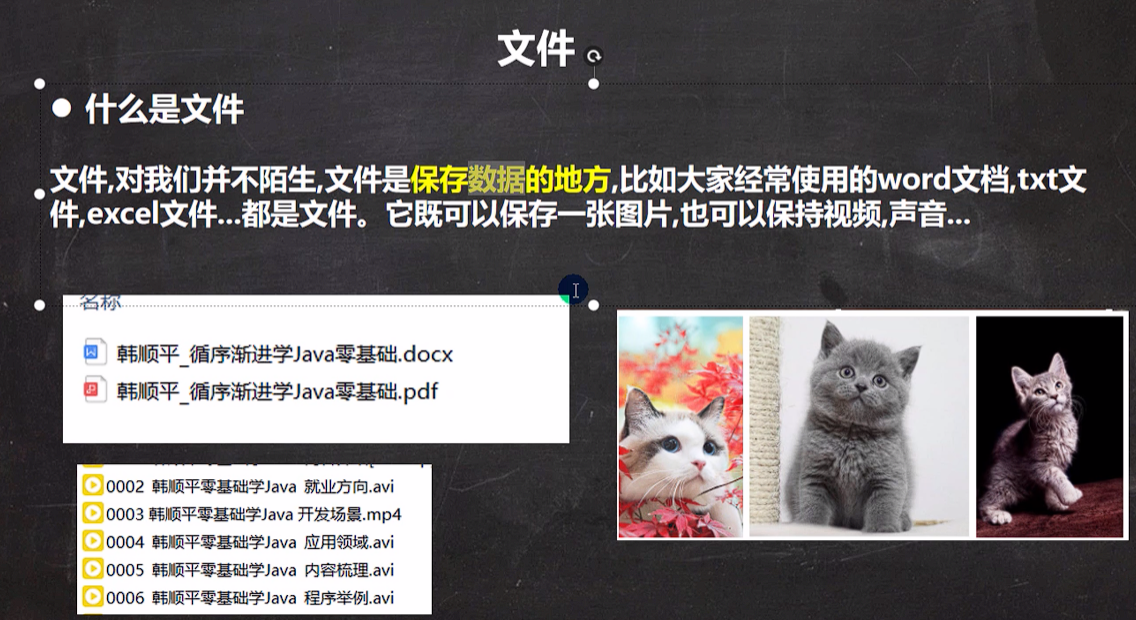 文件
什么是文件
文件,对我们并不陌生,文件是保存数据的地方,比如大家经常使用的word文档,txt文
件,excel文件...都是文件。它既可以保存一张图片,也可以保持视频,声音...
名称
韩顺平_循序渐进学Java零基础.docx
韩顺平_循序渐进学Java零基础.pdf
0002 韩顺平零基础学Java 就业方向.avi
0003 韩顺平零基础学Java 开发场景.mp4
0004 韩顺平零基础学Java 应用领域.avi
0005 韩顺平零基础学Java 内容梳理.avi
0006 韩顺平零基础学Java 程序举例.avi